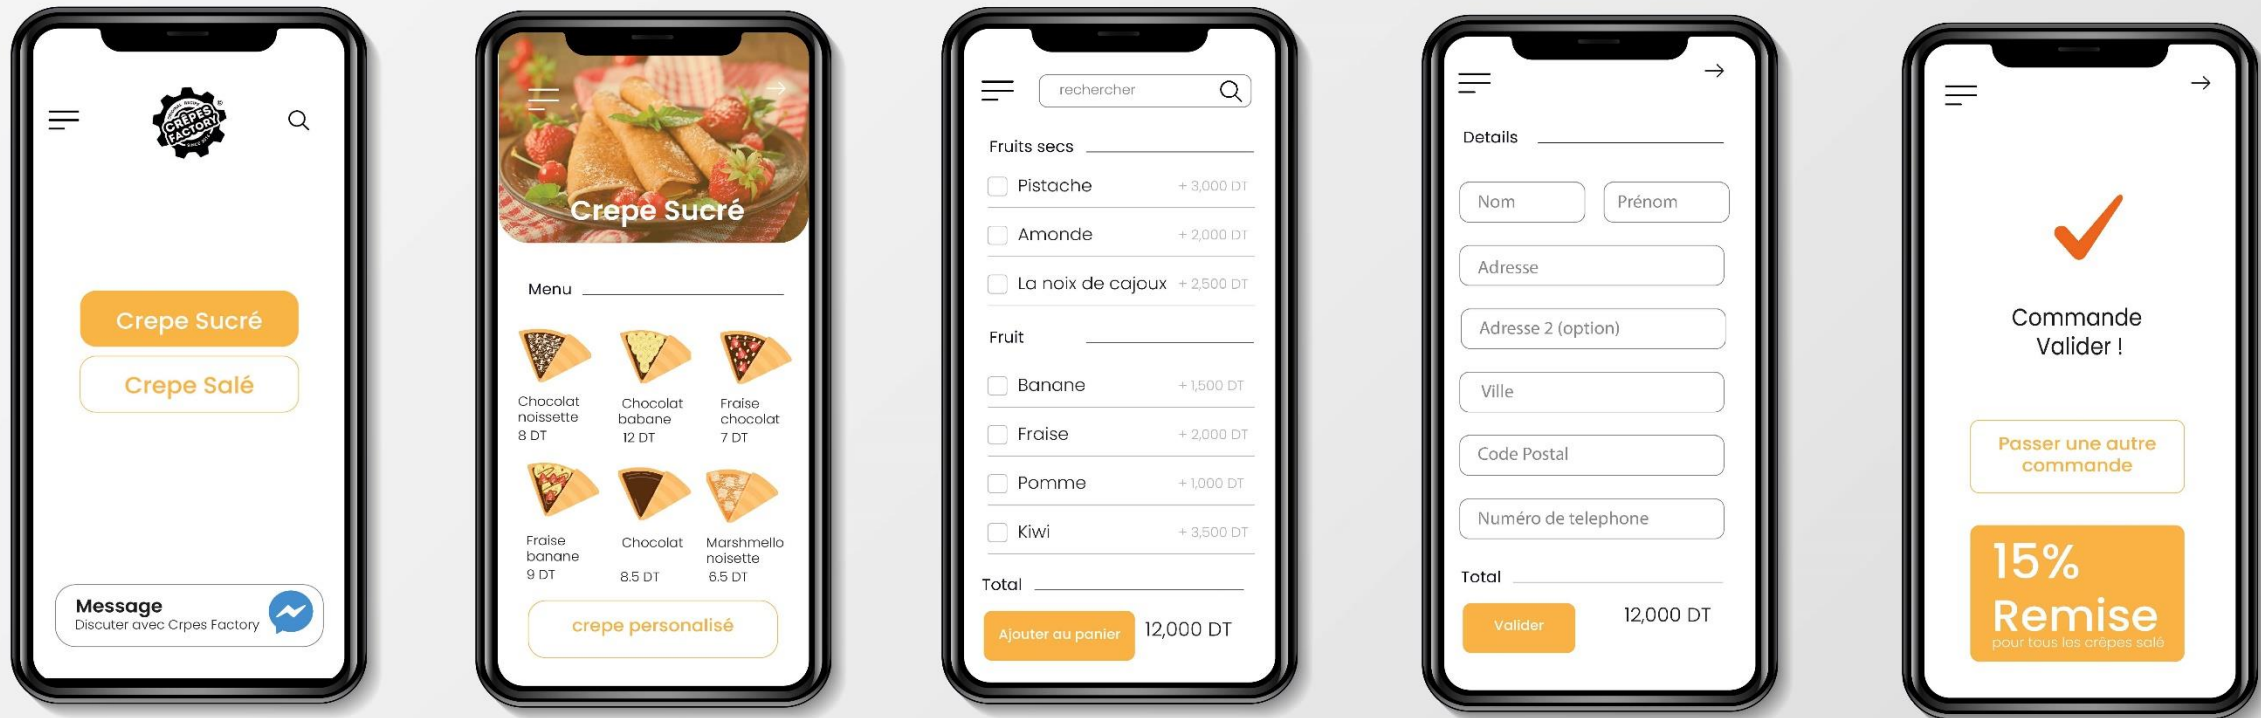 ORIGINAL RECIPE
CRÊPES
FACTORY
Crepe Sucré
Crepe Salé
Message
Discuter avec Crpes Factory
Crepe Sucré
Menu
Chocolat
noissette
8 DT
Chocolat
babane
12 DT
Fraise
chocolat
7 DT
Fraise
banane
9 DT
Chocolat
8.5 DT
Marshmello
noisette
6.5 DT
crepe personalisé
rechercher
Fruits secs
Pistache + 3,000 DT
Amonde + 2,000 DT
La noix de cajoux + 2,500 DT
Fruit
Banane + 1,500 DT
Fraise + 2,000 DT
Pomme + 1,000 DT
Kiwi + 3,500 DT
Total
Ajouter au panier 12,000 DT
Details
Nom Prénom
Adresse
Adresse 2 (option)
Ville
Code Postal
Numéro de telephone
Total
Valider 12,000 DT
Commande
Valider !
Passer une autre
commande
15%
Remise
pour tous les crêpes salé